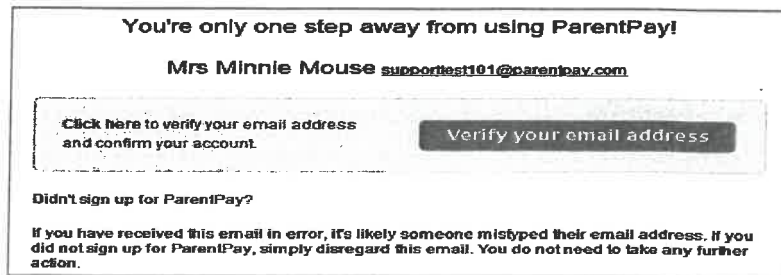 You're only one step away from using ParentPay!
Mrs Minnie Mouse supporttest101@parentpay.com
Click here to verify your email address
and confirm your account.
Verify your email address
Didn't sign up for ParentPay?
If you have received this email in error, it's likely someone mistyped their email address. If you
did not sign up for ParentPay, simply disregard this email. You do not need to take any further
action.